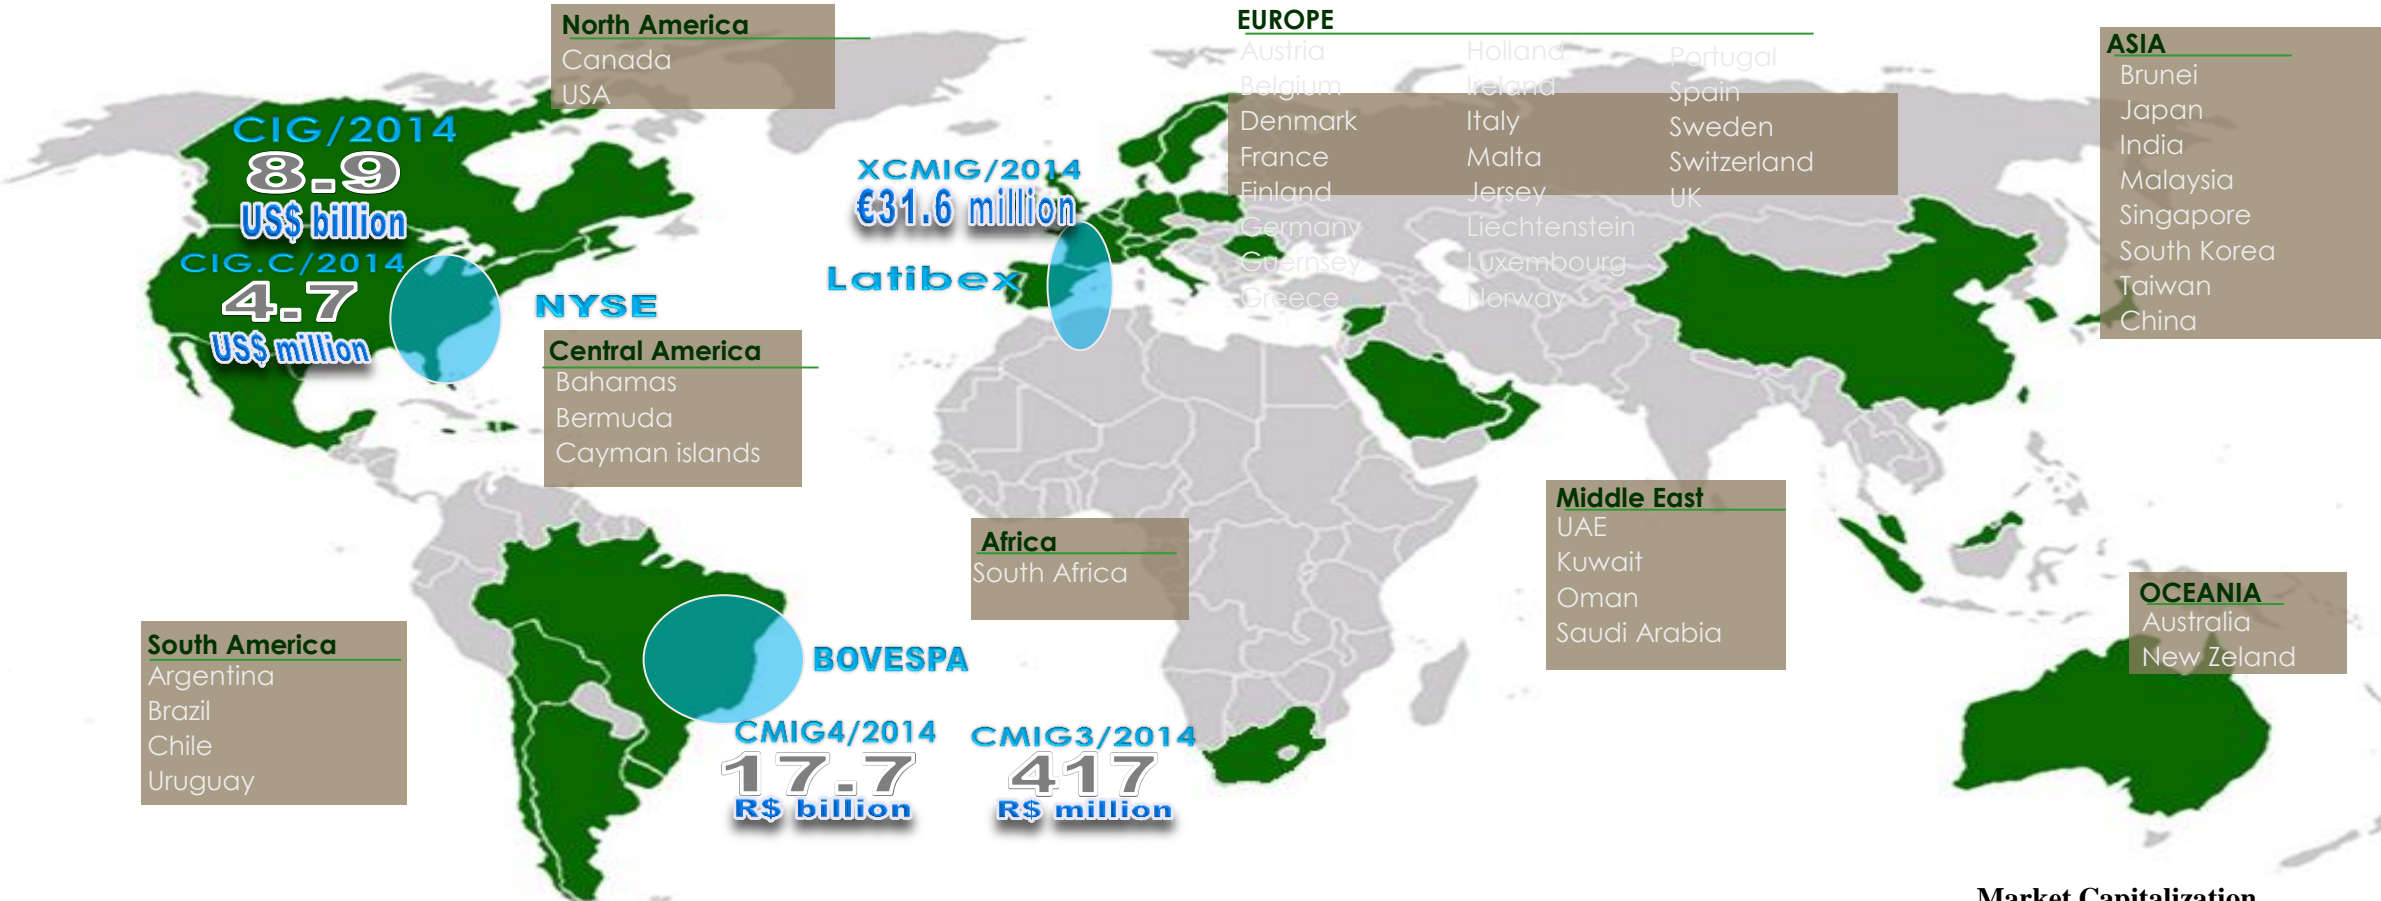 North America
Canada
USA
EUROPE
Austria
Belgium
Denmark
France
Finland
Germany
Guernsey
Greece
Holland
Ireland
Italy
Malta
Jersey
Liechtenstein
Luxembourg
Norway
Portugal
Spain
Sweden
Switzerland
UK
ASIA
Brunei
Japan
India
Malaysia
Singapore
South Korea
Taiwan
China
CIG/2014
8.9
US$ billion
CIG.C/2014
4.7
US$ million
NYSE
XCMIG/2014
€31.6 million
Latibex
Central America
Bahamas
Bermuda
Cayman islands
Africa
South Africa
Middle East
UAE
Kuwait
Oman
Saudi Arabia
OCEANIA
Australia
New Zeland
South America
Argentina
Brazil
Chile
Uruguay
BOVESPA
CMIG4/2014
17.7
R$ billion
CMIG3/2014
417
R$ million
Market Capitalization